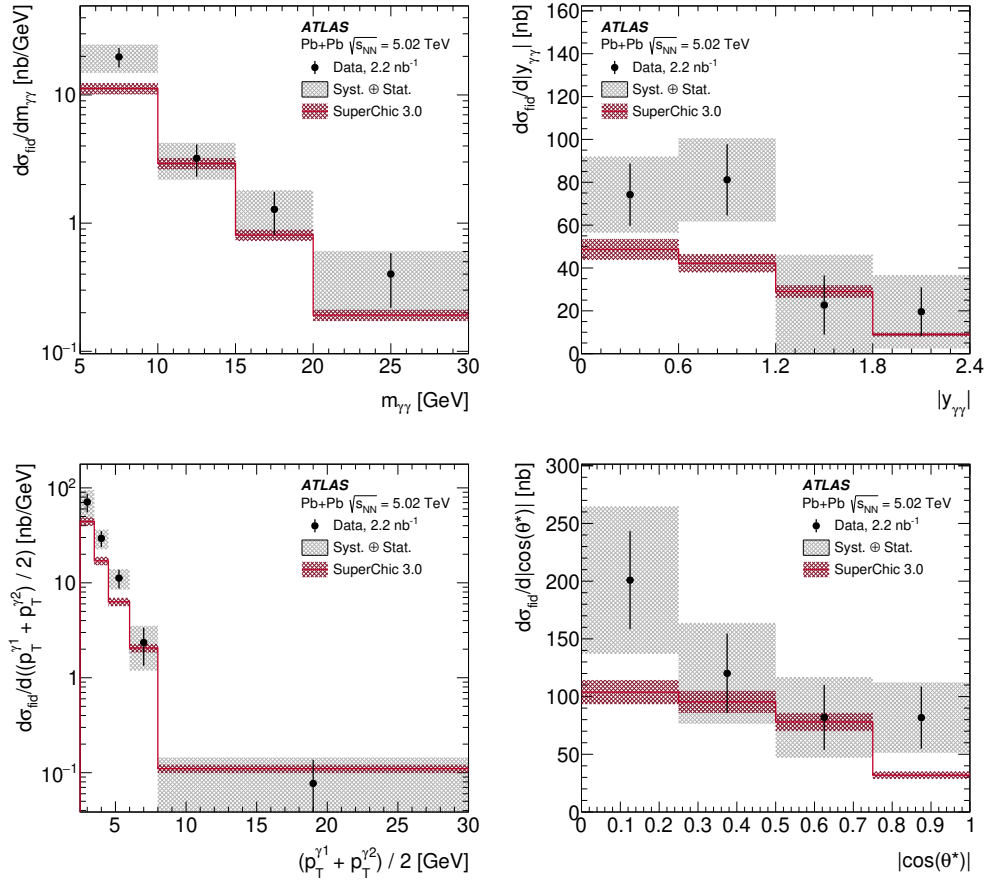 dσ_fid/dm_γγ [nb/GeV]
ATLAS
Pb+Pb √s_NN = 5.02 TeV
Data, 2.2 nb⁻¹
Syst. ⊕ Stat.
SuperChic 3.0
10
1
10⁻¹
5 10 15 20 25 30
m_γγ [GeV]
dσ_fid/d|y_γγ| [nb]
ATLAS
Pb+Pb √s_NN = 5.02 TeV
Data, 2.2 nb⁻¹
Syst. ⊕ Stat.
SuperChic 3.0
160
140
120
100
80
60
40
20
0
0 0.6 1.2 1.8 2.4
|y_γγ|
dσ_fid/d((p_T^γ1 + p_T^γ2) / 2) [nb/GeV]
ATLAS
Pb+Pb √s_NN = 5.02 TeV
Data, 2.2 nb⁻¹
Syst. ⊕ Stat.
SuperChic 3.0
10²
10
1
10⁻¹
5 10 15 20 25 30
(p_T^γ1 + p_T^γ2) / 2 [GeV]
dσ_fid/d|cos(θ*)| [nb]
ATLAS
Pb+Pb √s_NN = 5.02 TeV
Data, 2.2 nb⁻¹
Syst. ⊕ Stat.
SuperChic 3.0
300
250
200
150
100
50
0
0 0.1 0.2 0.3 0.4 0.5 0.6 0.7 0.8 0.9 1
|cos(θ*)|